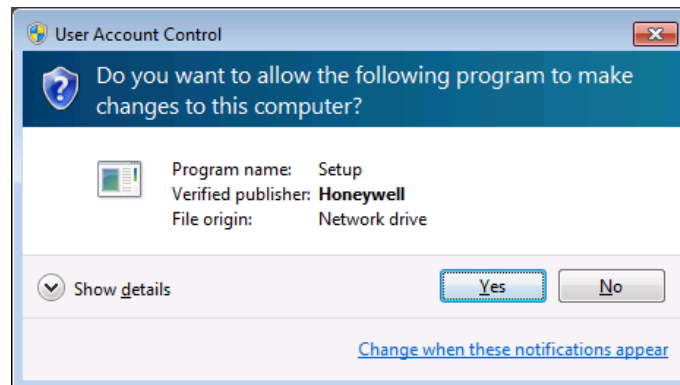 User Account Control
Do you want to allow the following program to make
changes to this computer?
Program name: Setup
Verified publisher: Honeywell
File origin: Network drive
Show details
Yes
No
Change when these notifications appear